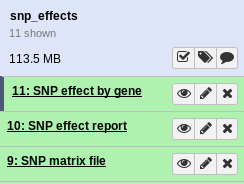 snp_effects
11 shown
113.5 MB
11: SNP effect by gene
10: SNP effect report
9: SNP matrix file